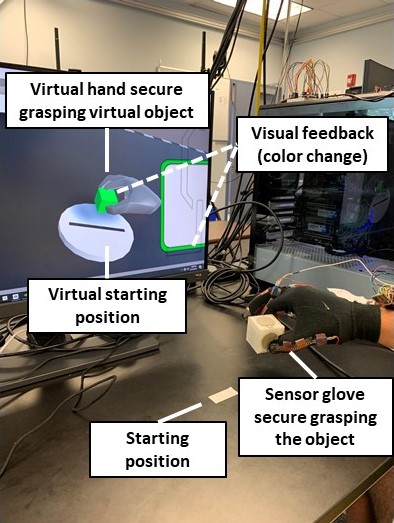 Virtual hand secure
grasping virtual object
Visual feedback
(color change)
Virtual starting
position
Sensor glove
secure grasping
the object
Starting
position